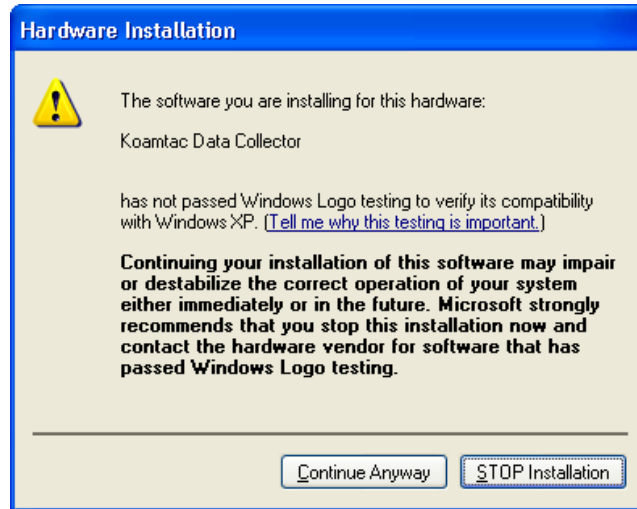 Hardware Installation
The software you are installing for this hardware:
Koamtac Data Collector
has not passed Windows Logo testing to verify its compatibility
with Windows XP. (Tell me why this testing is important.)
Continuing your installation of this software may impair
or destabilize the correct operation of your system
either immediately or in the future. Microsoft strongly
recommends that you stop this installation now and
contact the hardware vendor for software that has
passed Windows Logo testing.
Continue Anyway
STOP Installation